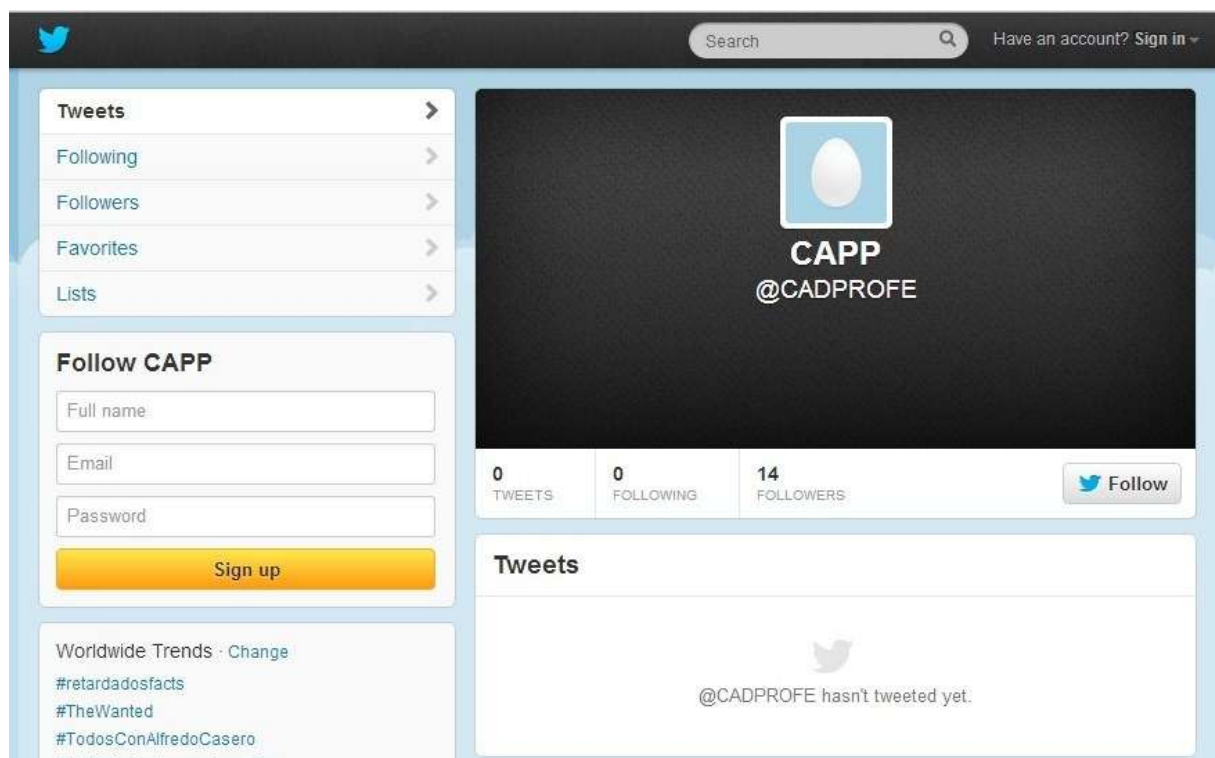 Search
Have an account? Sign in
Tweets
Following
Followers
Favorites
Lists
Follow CAPP
Full name
Email
Password
Sign up
Worldwide Trends · Change
#retardadosfacts
#TheWanted
#TodosConAlfredoCasero
CAPP
@CADPROFE
0
TWEETS
0
FOLLOWING
14
FOLLOWERS
Follow
Tweets
@CADPROFE hasn't tweeted yet.